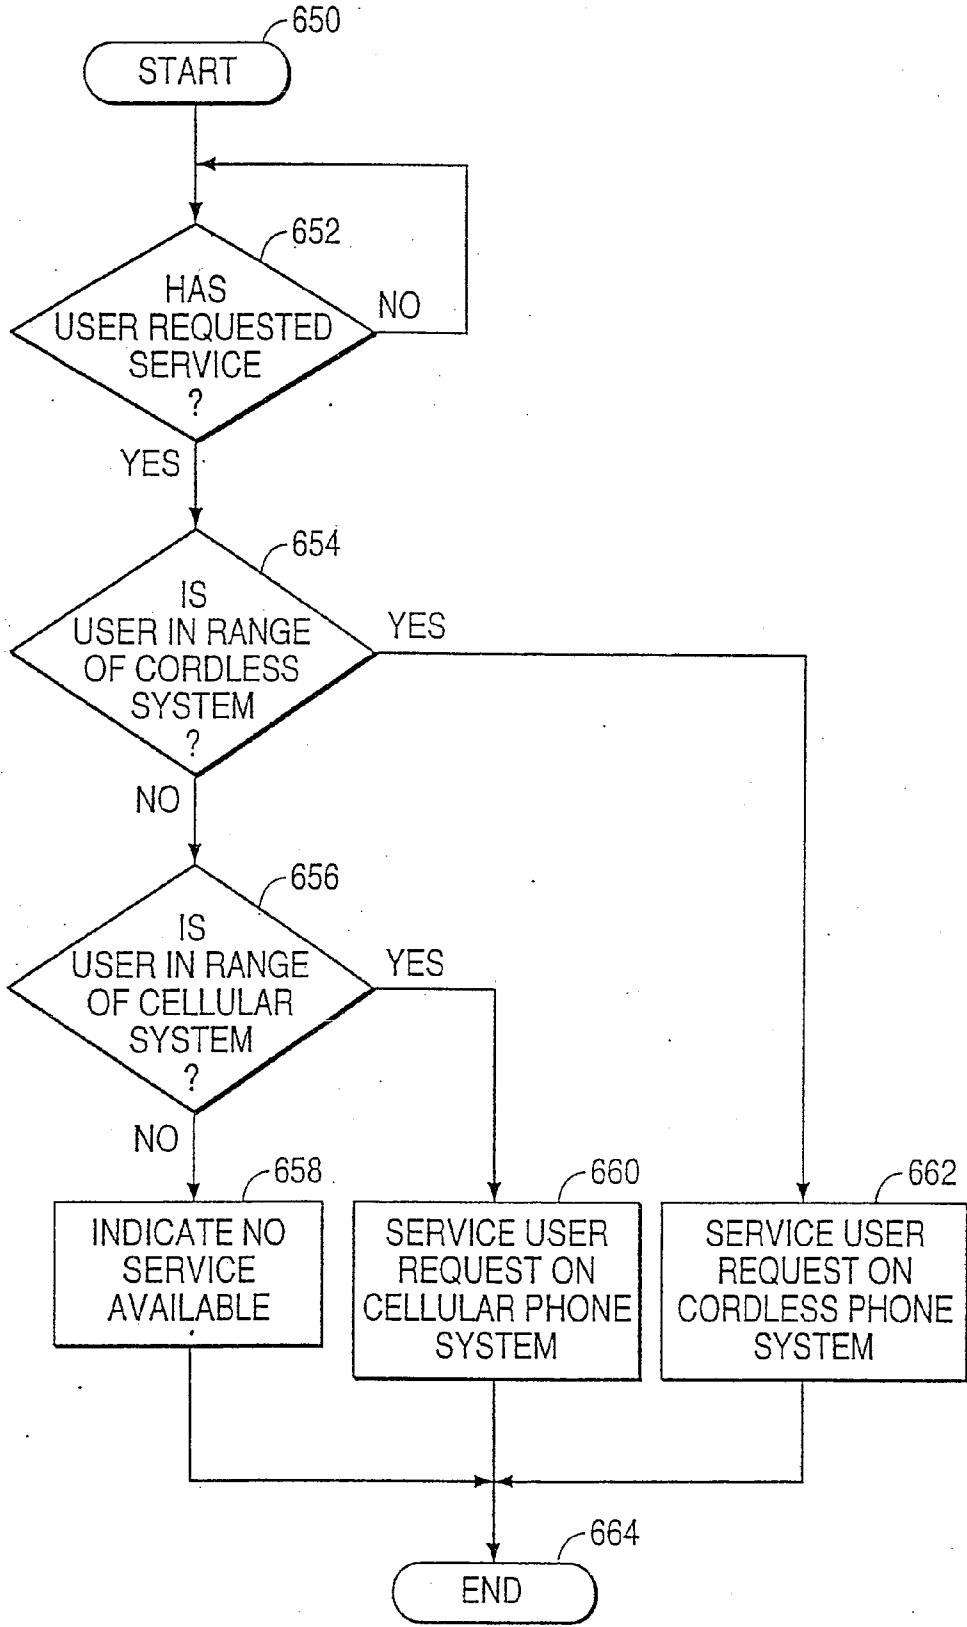 650
START
652
HAS
USER REQUESTED
SERVICE
?
NO
YES
654
IS
USER IN RANGE
OF CORDLESS
SYSTEM
?
YES
NO
656
IS
USER IN RANGE
OF CELLULAR
SYSTEM
?
YES
NO
658
INDICATE NO
SERVICE
AVAILABLE
660
SERVICE USER
REQUEST ON
CELLULAR PHONE
SYSTEM
662
SERVICE USER
REQUEST ON
CORDLESS PHONE
SYSTEM
664
END